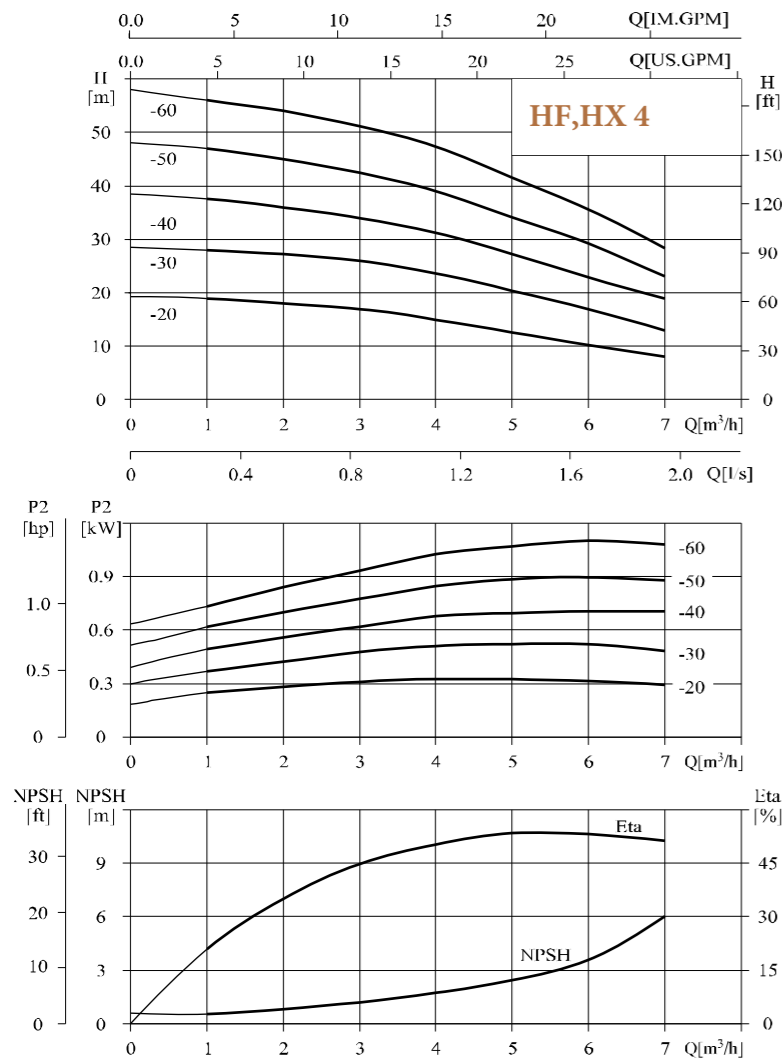 0.0 5 10 15 20 Q[IM.GPM]
0.0 5 10 15 20 25 Q[US.GPM]
H
[m]
H
[ft]
HF,HX 4
-60
50
150
-50
40
120
-40
30
90
-30
20
60
-20
10
30
0
0
0 1 2 3 4 5 6 7 Q[m³/h]
0 0.4 0.8 1.2 1.6 2.0 Q[l/s]
P2
[hp]
P2
[kW]
-60
0.9
-50
1.0
-40
0.6
-30
0.5
0.3
-20
0 0
0 1 2 3 4 5 6 7 Q[m³/h]
NPSH
[ft]
NPSH
[m]
Eta
[%]
Eta
30 9 45
20 6 30
NPSH
10 3 15
0 0 0
0 1 2 3 4 5 6 7 Q[m³/h]